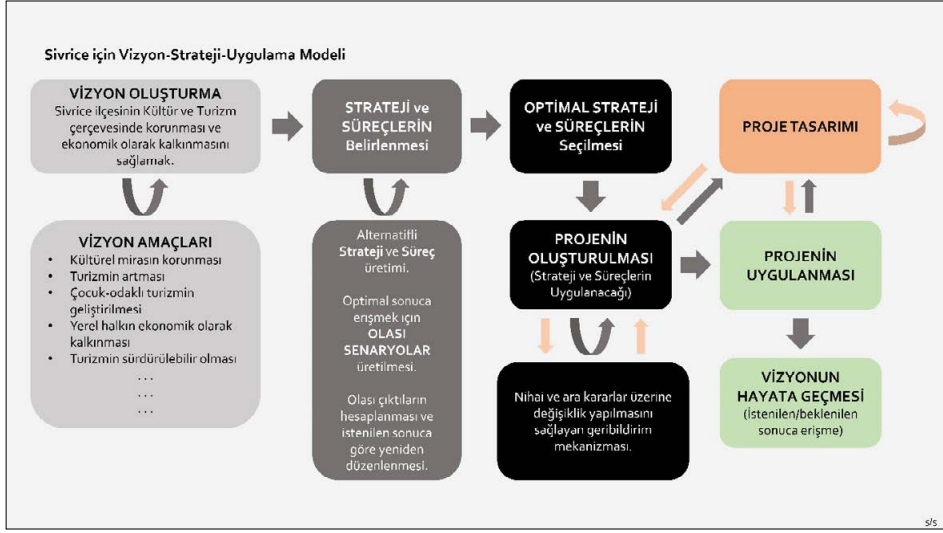 Sivrice için Vizyon-Strateji-Uygulama Modeli
VİZYON OLUŞTURMA
Sivrice ilçesinin Kültür ve Turizm
çerçevesinde korunması ve
ekonomik olarak kalkınmasını
sağlamak.
STRATEJİ ve
SÜREÇLERİN
Belirlenmesi
OPTİMAL STRATEJİ
ve SÜREÇLERİN
Seçilmesi
PROJE TASARIMI
VİZYON AMAÇLARI
• Kültürel mirasın korunması
• Turizmin artması
• Çocuk-odaklı turizmin
geliştirilmesi
• Yerel halkın ekonomik olarak
kalkınması
• Turizmin sürdürülebilir olması
. . .
. . .
. . .
Alternatifli
Strateji ve Süreç
üretimi.
Optimal sonuca
erişmek için
OLASI
SENARYOLAR
üretilmesi.
Olası çıktıların
hesaplanması ve
istenilen sonuca
göre yeniden
düzenlenmesi.
PROJENİN
OLUŞTURULMASI
(Strateji ve Süreçlerin
Uygulanacağı)
PROJENİN
UYGULANMASI
Nihai ve ara kararlar üzerine
değişiklik yapılmasını
sağlayan geribildirim
mekanizması.
VİZYONUN
HAYATA GEÇMESİ
(İstenilen/beklenilen
sonuca erişme)
s/s